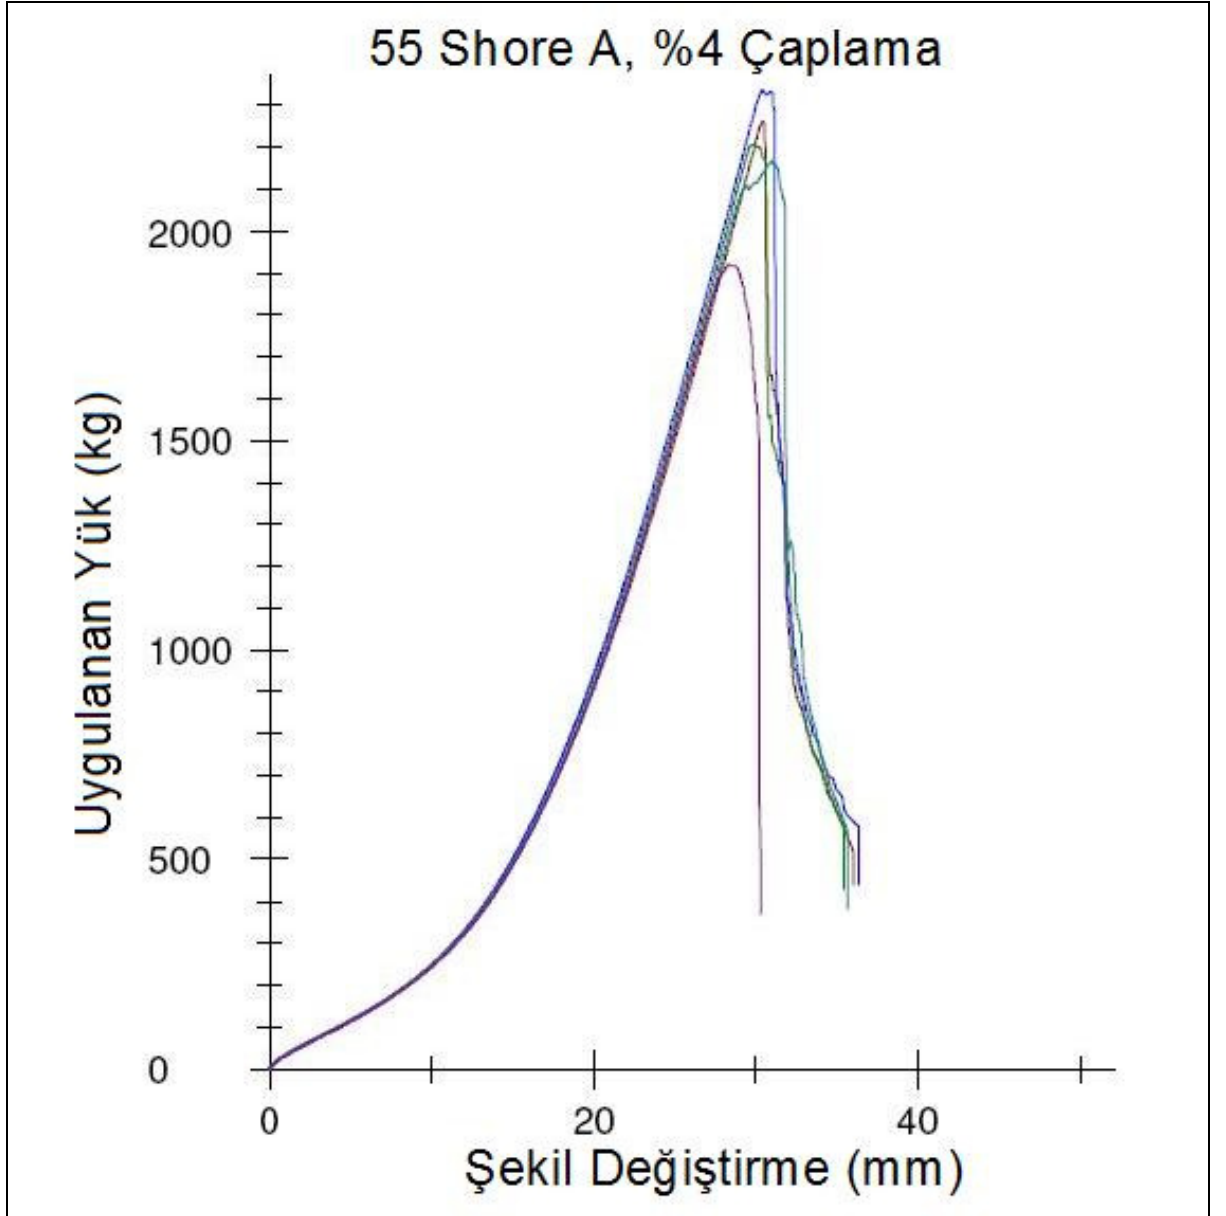 55 Shore A, %4 Çaplama
2000
1500
1000
500
0
Uygulanan Yük (kg)
0 20 40
Şekil Değiştirme (mm)